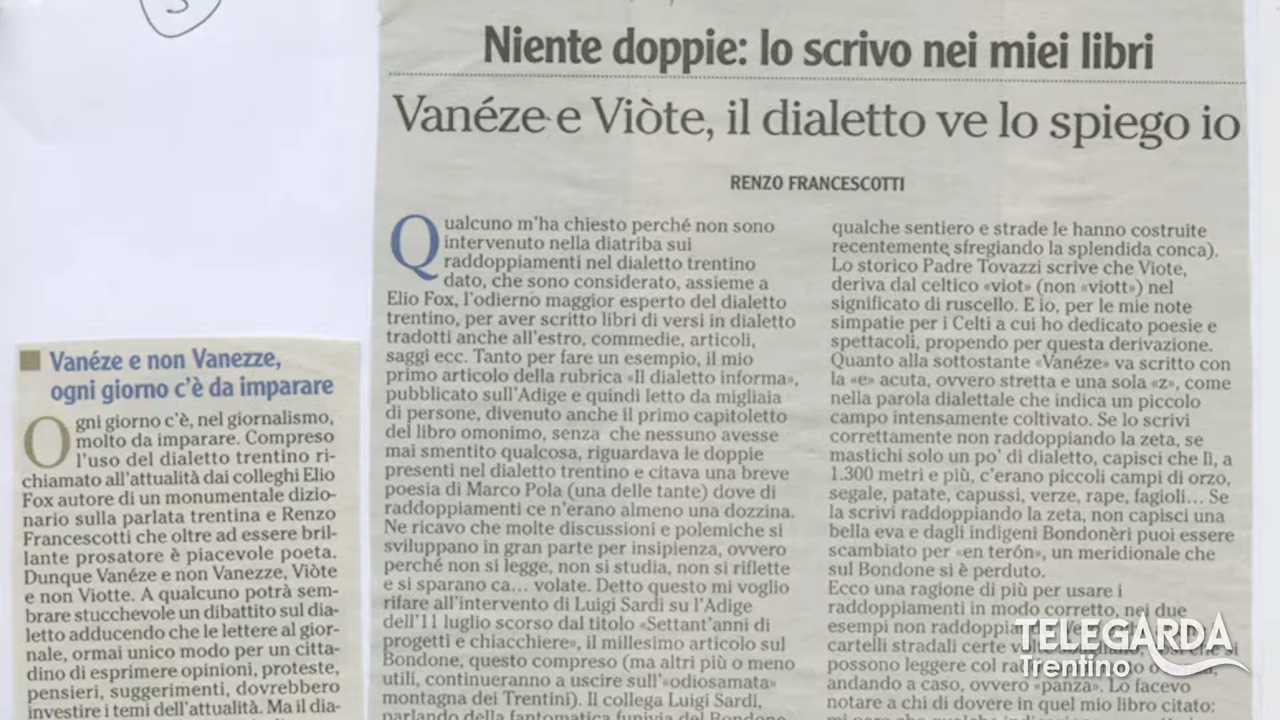 Niente doppie: lo scrivo nei miei libri
Vanéze e Viòte, il dialetto ve lo spiego io
RENZO FRANCESCOTTI
Qualcuno m'ha chiesto perché non sono
intervenuto nella diatriba sui
raddoppiamenti nel dialetto trentino
dato, che sono considerato, assieme a
Elio Fox, l'odierno maggior esperto del dialetto
trentino, per aver scritto libri di versi in dialetto
tradotti anche all'estro, commedie, articoli,
saggi ecc. Tanto per fare un esempio, il mio
primo articolo della rubrica «Il dialetto informa»,
pubblicato sull'Adige e quindi letto da migliaia
di persone, divenuto anche il primo capitoletto
del libro omonimo, senza che nessuno avesse
mai smentito qualcosa, riguardava le doppie
presenti nel dialetto trentino e citava una breve
poesia di Marco Pola (una delle tante) dove di
raddoppiamenti ce n'erano almeno una dozzina.
Ne ricavo che molte discussioni e polemiche si
sviluppano in gran parte per insipienza, ovvero
perché non si legge, non si studia, non si riflette
e si sparano ca... volate. Detto questo mi voglio
rifare all'intervento di Luigi Sardi su l'Adige
dell'11 luglio scorso dal titolo «Settant'anni di
progetti e chiacchiere», il millesimo articolo sul
Bondone, questo compreso (ma altri più o meno
utili, continueranno a uscire sull'«odiosamata»
montagna dei Trentini). Il collega Luigi Sardi,
parlando della fantomatica funivia del Bondone
qualche sentiero e strade le hanno costruite
recentemente sfregiando la splendida conca).
Lo storico Padre Tovazzi scrive che Viote,
deriva dal celtico «viot» (non «viott») nel
significato di ruscello. E io, per le mie note
simpatie per i Celti a cui ho dedicato poesie e
spettacoli, propendo per questa derivazione.
Quanto alla sottostante «Vanéze» va scritto con
la «e» acuta, ovvero stretta e una sola «z», come
nella parola dialettale che indica un piccolo
campo intensamente coltivato. Se lo scrivi
correttamente non raddoppiando la zeta, se
mastichi solo un po' di dialetto, capisci che lì, a
1.300 metri e più, c'erano piccoli campi di orzo,
segale, patate, capussi, verze, rape, fagioli... Se
la scrivi raddoppiando la zeta, non capisci una
bella eva e dagli indigeni Bondonèri puoi essere
scambiato per «en terón», un meridionale che
sul Bondone si è perduto.
Ecco una ragione di più per usare i
raddoppiamenti in modo corretto, nei due
esempi non raddoppia
cartelli stradali certe
possono leggere col
andando a caso, ovvero «panza». Lo facevo
notare a chi di dovere in quel mio libro citato:
Vanéze e non Vanezze,
ogni giorno c'è da imparare
Ogni giorno c'è, nel giornalismo,
molto da imparare. Compreso
l'uso del dialetto trentino ri-
chiamato all'attualità dai colleghi Elio
Fox autore di un monumentale dizio-
nario sulla parlata trentina e Renzo
Francescotti che oltre ad essere bril-
lante prosatore è piacevole poeta.
Dunque Vanéze e non Vanezze, Viòte
e non Viotte. A qualcuno potrà sem-
brare stucchevole un dibattito sul dia-
letto adducendo che le lettere al gior-
nale, ormai unico modo per un citta-
dino di esprimere opinioni, proteste,
pensieri, suggerimenti, dovrebbero
investire i temi dell'attualità. Ma il dia-
TELEGARDA
Trentino